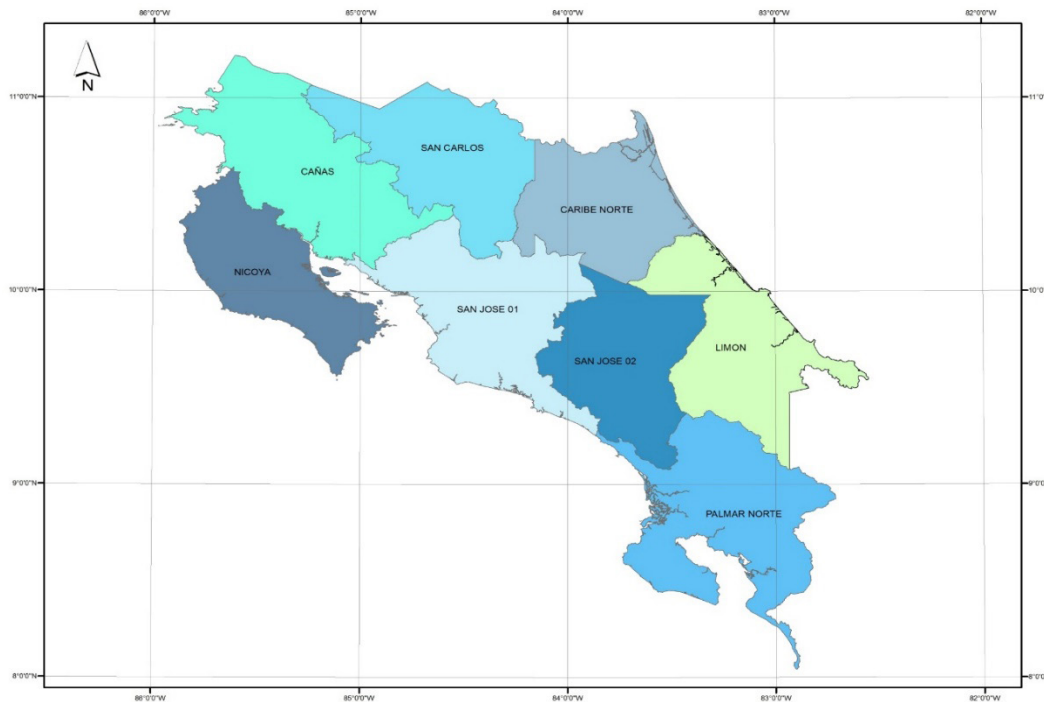 86°0'0"W 85°0'0"W 84°0'0"W 83°0'0"W 82°0'0"W
N
11°0'0"N 11°0'0"N
SAN CARLOS
CAÑAS
CARIBE NORTE
NICOYA
10°0'0"N 10°0'0"N
SAN JOSE 01
LIMON
SAN JOSE 02
9°0'0"N 9°0'0"N
PALMAR NORTE
8°0'0"N 8°0'0"N
86°0'0"W 85°0'0"W 84°0'0"W 83°0'0"W 82°0'0"W